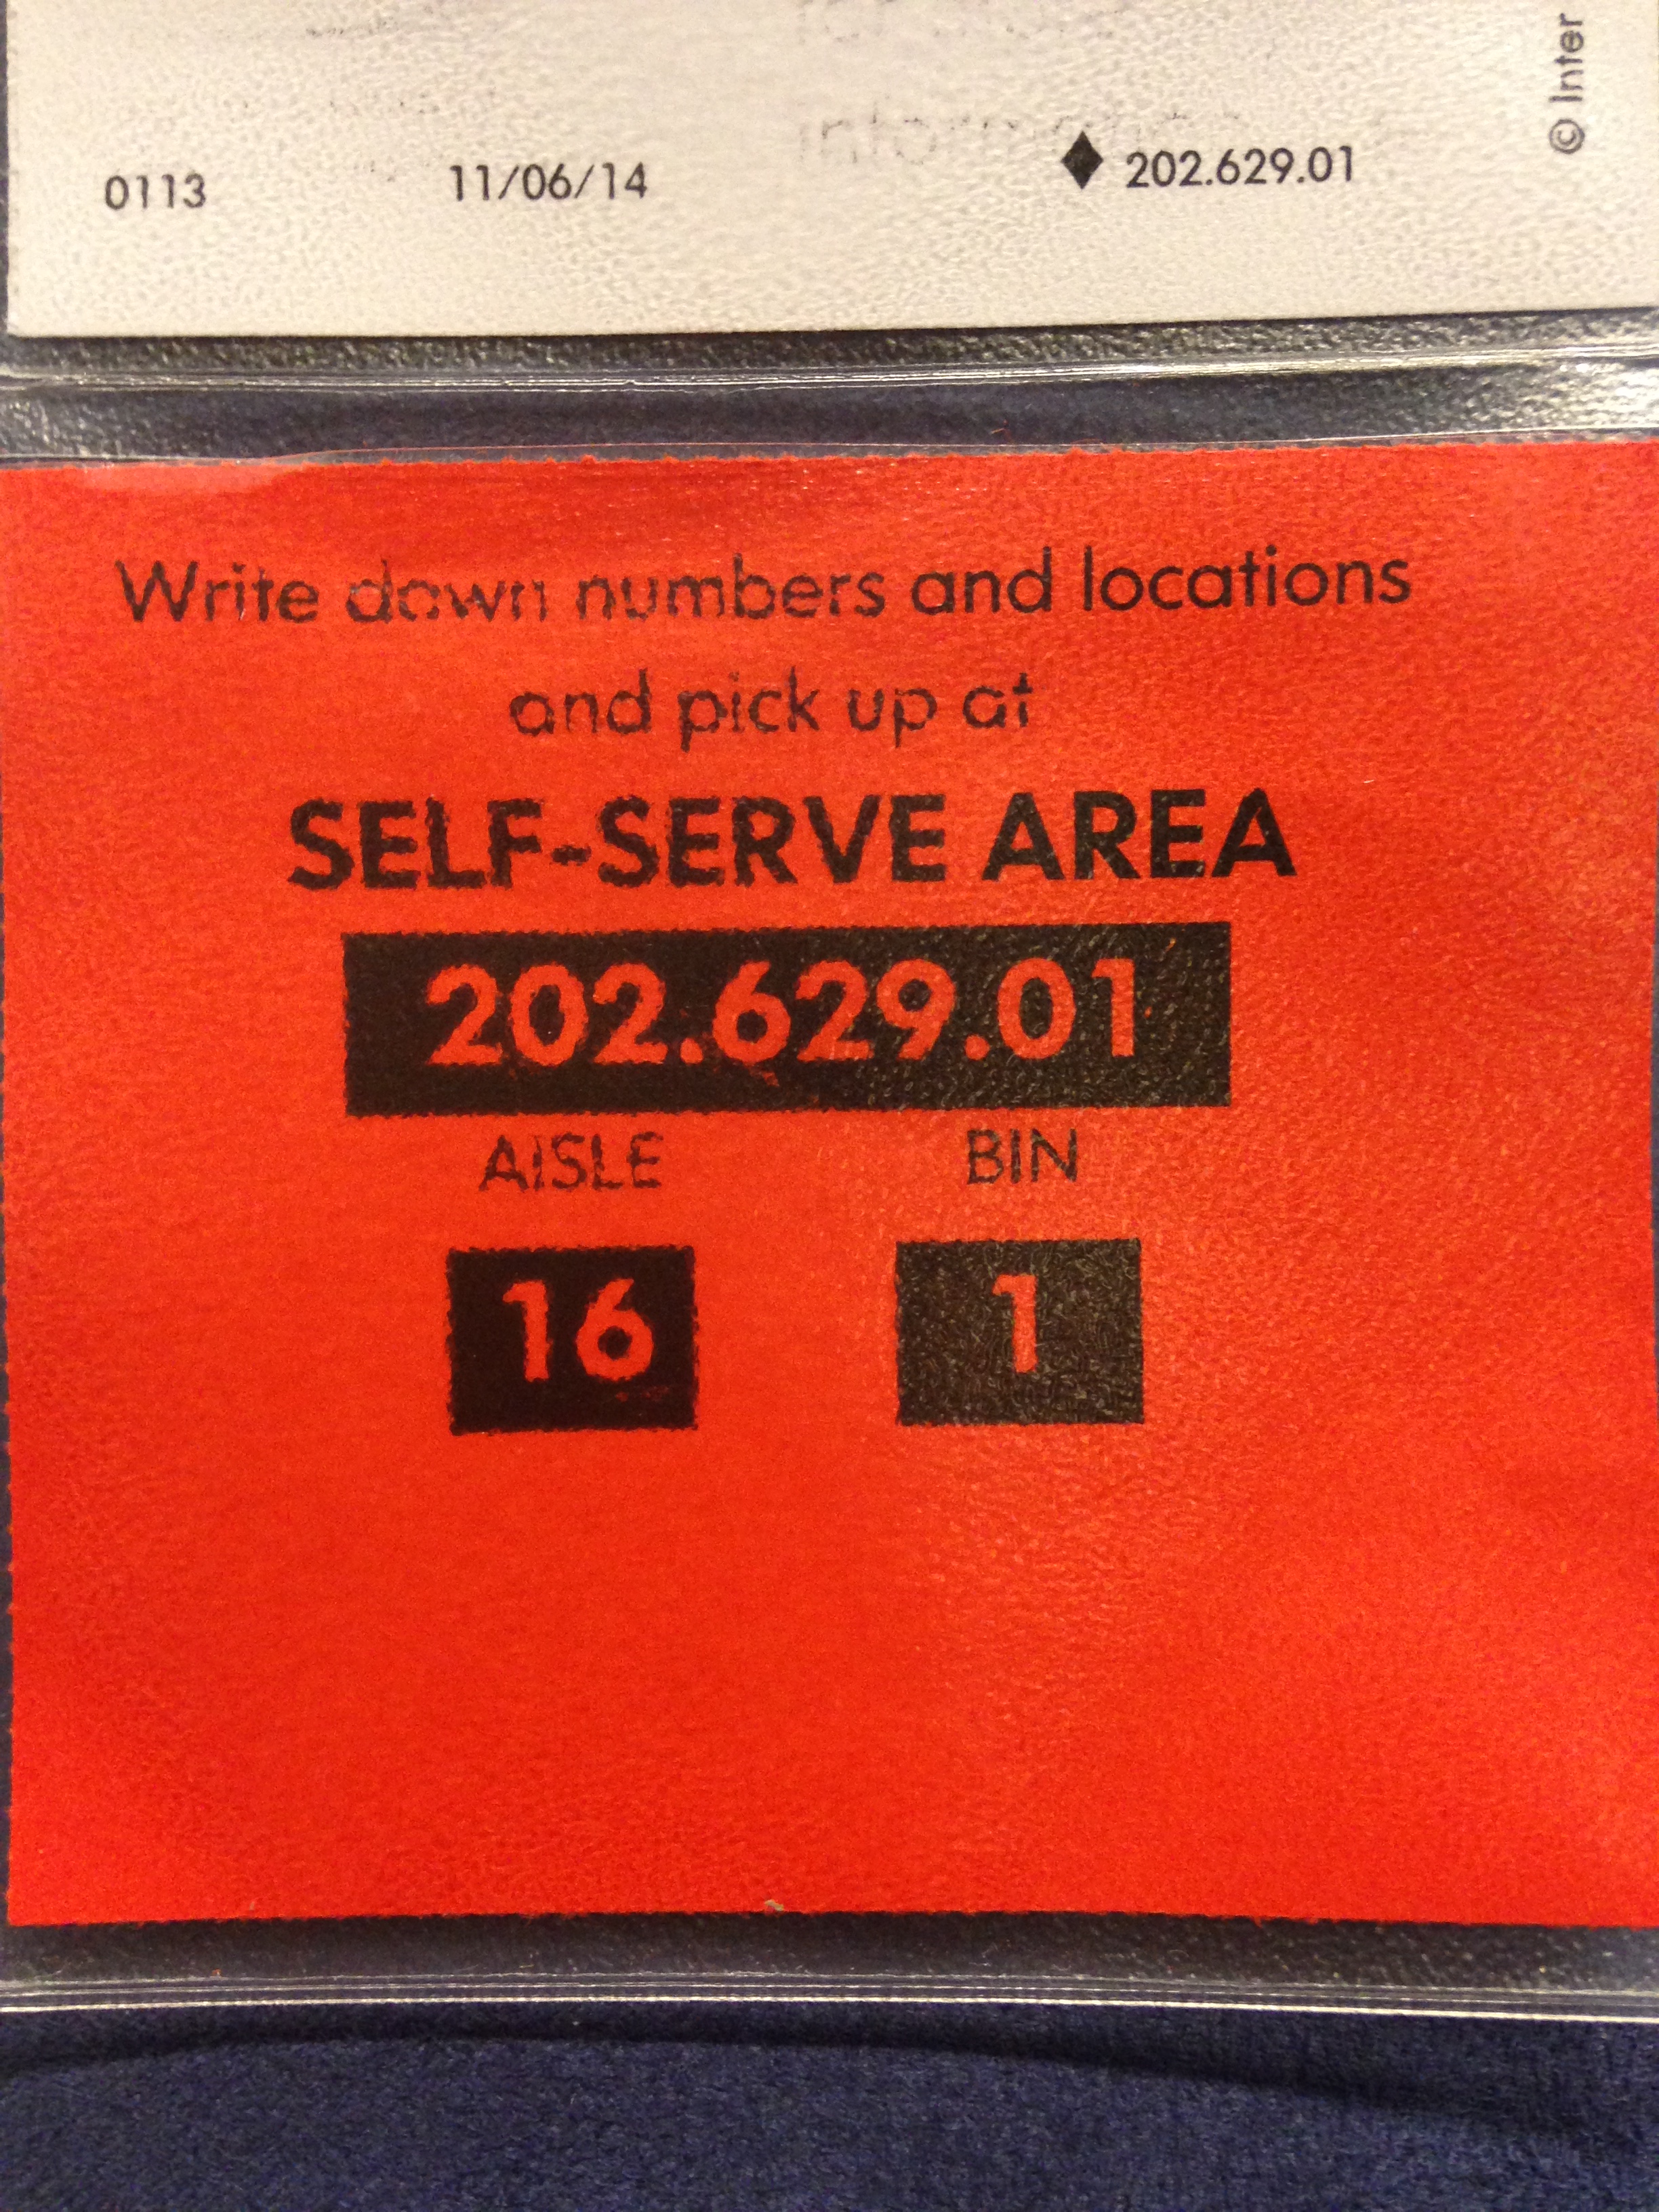 © Inter
0113 11/06/14 ♦ 202.629.01
Write down numbers and locations
and pick up at
SELF-SERVE AREA
202.629.01
AISLE BIN
16 1